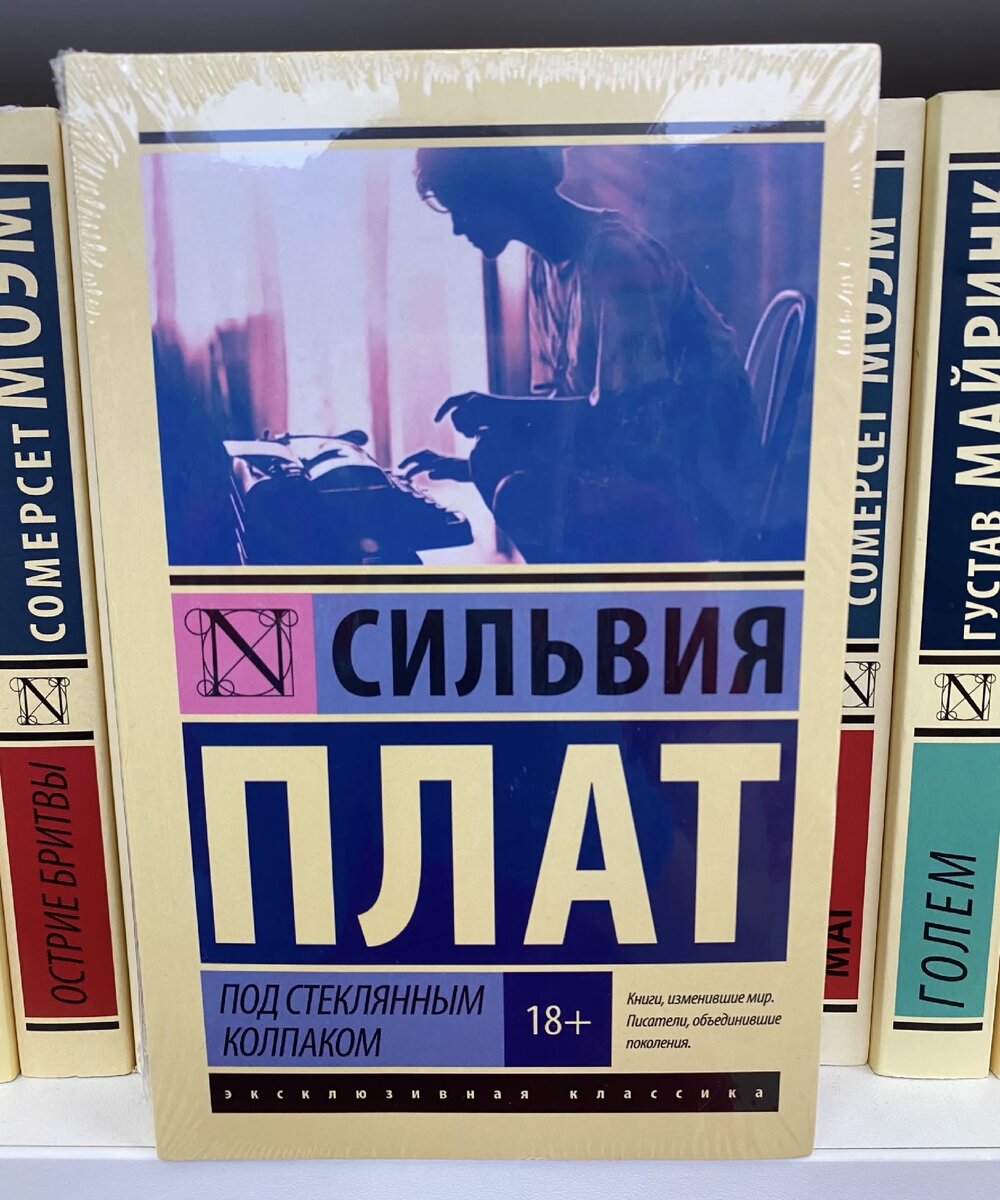 СОМЕРСЕТ МОЭМ
N
ОСТРИЕ БРИТВЫ
N СИЛЬВИЯ
ПЛАТ
ПОД СТЕКЛЯННЫМ
КОЛПАКОМ
18+
Книги, изменившие мир.
Писатели, объединившие
поколения.
эксклюзивная классика
СОМЕРСЕТ МОЭМ
N
МАГ
ГУСТАВ МАЙРИНК
N
ГОЛЕМ